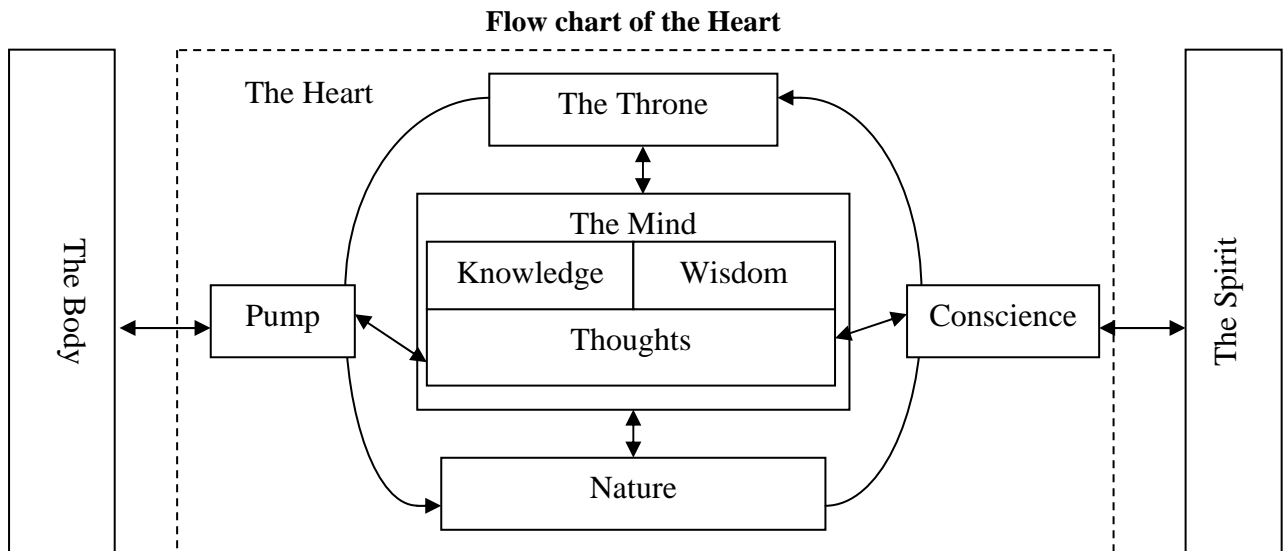 Flow chart of the Heart
The Heart
The Throne
The Mind
Knowledge
Wisdom
Thoughts
The Body
Pump
Conscience
The Spirit
Nature